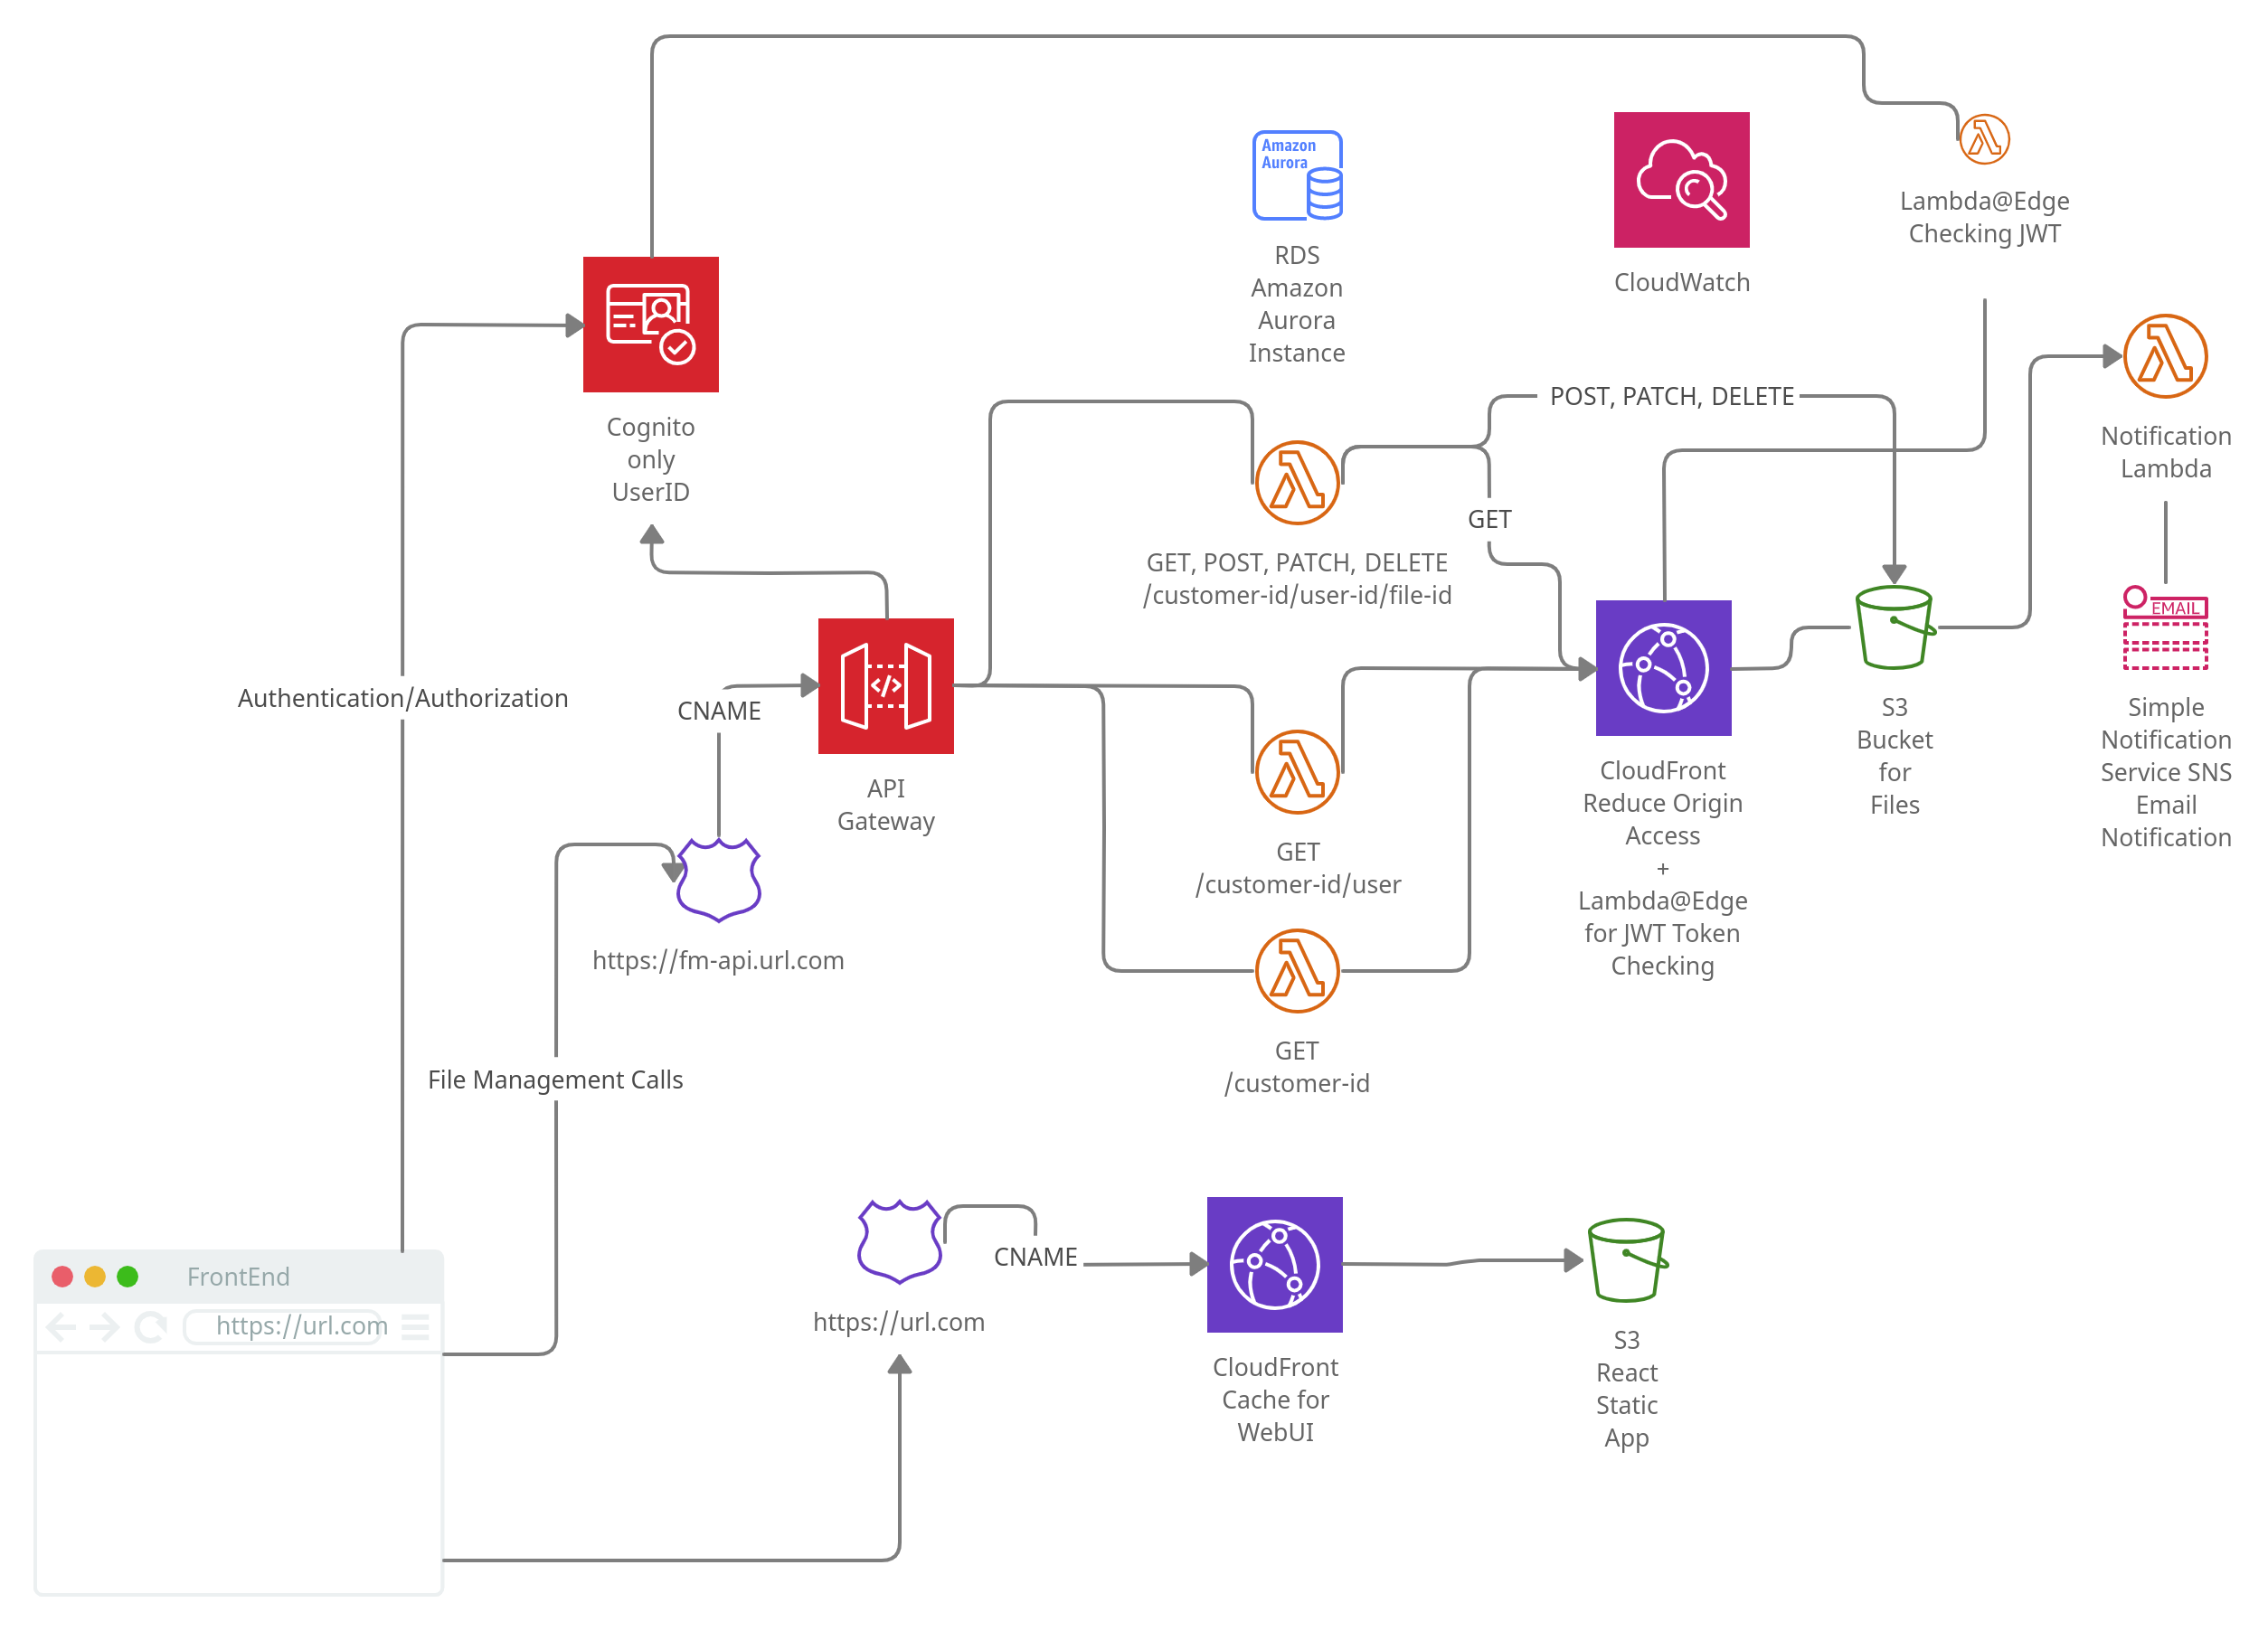 Amazon
Aurora
RDS
Amazon
Aurora
Instance
CloudWatch
Lambda@Edge
Checking JWT
Cognito
only
UserID
POST, PATCH, DELETE
Notification
Lambda
GET
GET, POST, PATCH, DELETE
/customer-id/user-id/file-id
EMAIL
Authentication/Authorization
CNAME
API
Gateway
S3
Bucket
for
Files
Simple
Notification
Service SNS
Email
Notification
CloudFront
Reduce Origin
Access
+
Lambda@Edge
for JWT Token
Checking
GET
/customer-id/user
https://fm-api.url.com
File Management Calls
GET
/customer-id
FrontEnd
https://url.com
CNAME
https://url.com
CloudFront
Cache for
WebUI
S3
React
Static
App